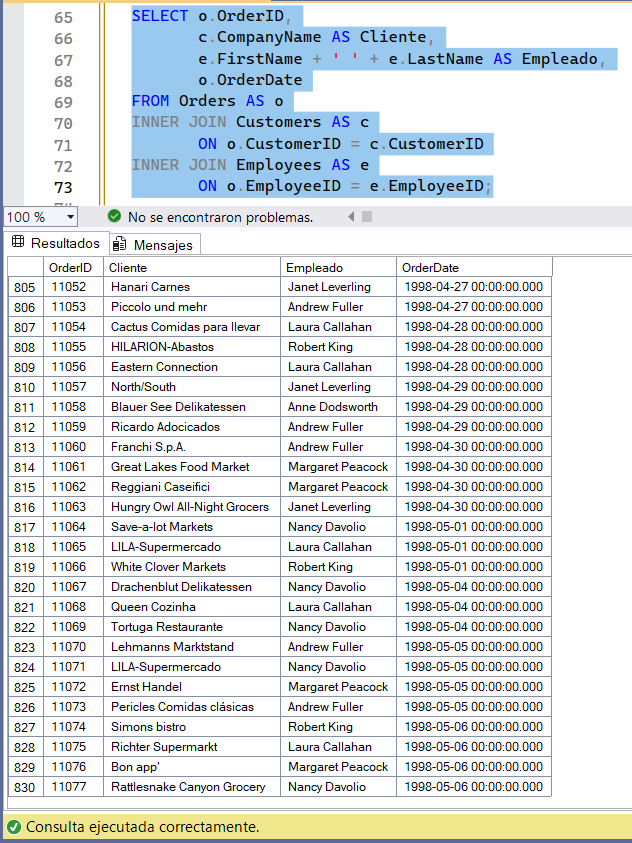 65 SELECT o.OrderID,
66 c.CompanyName AS Cliente,
67 e.FirstName + ' ' + e.LastName AS Empleado,
68 o.OrderDate
69 FROM Orders AS o
70 INNER JOIN Customers AS c
71 ON o.CustomerID = c.CustomerID
72 INNER JOIN Employees AS e
73 ON o.EmployeeID = e.EmployeeID;
100 % No se encontraron problemas.
Resultados Mensajes
OrderID Cliente Empleado OrderDate
805 11052 Hanari Carnes Janet Leverling 1998-04-27 00:00:00.000
806 11053 Piccolo und mehr Andrew Fuller 1998-04-27 00:00:00.000
807 11054 Cactus Comidas para llevar Laura Callahan 1998-04-28 00:00:00.000
808 11055 HILARION-Abastos Robert King 1998-04-28 00:00:00.000
809 11056 Eastern Connection Laura Callahan 1998-04-28 00:00:00.000
810 11057 North/South Janet Leverling 1998-04-29 00:00:00.000
811 11058 Blauer See Delikatessen Anne Dodsworth 1998-04-29 00:00:00.000
812 11059 Ricardo Adocicados Andrew Fuller 1998-04-29 00:00:00.000
813 11060 Franchi S.p.A. Andrew Fuller 1998-04-30 00:00:00.000
814 11061 Great Lakes Food Market Margaret Peacock 1998-04-30 00:00:00.000
815 11062 Reggiani Caseifici Margaret Peacock 1998-04-30 00:00:00.000
816 11063 Hungry Owl All-Night Grocers Janet Leverling 1998-04-30 00:00:00.000
817 11064 Save-a-lot Markets Nancy Davolio 1998-05-01 00:00:00.000
818 11065 LILA-Supermercado Laura Callahan 1998-05-01 00:00:00.000
819 11066 White Clover Markets Robert King 1998-05-01 00:00:00.000
820 11067 Drachenblut Delikatessen Nancy Davolio 1998-05-04 00:00:00.000
821 11068 Queen Cozinha Laura Callahan 1998-05-04 00:00:00.000
822 11069 Tortuga Restaurante Nancy Davolio 1998-05-04 00:00:00.000
823 11070 Lehmanns Marktstand Andrew Fuller 1998-05-05 00:00:00.000
824 11071 LILA-Supermercado Nancy Davolio 1998-05-05 00:00:00.000
825 11072 Ernst Handel Margaret Peacock 1998-05-05 00:00:00.000
826 11073 Pericles Comidas clásicas Andrew Fuller 1998-05-05 00:00:00.000
827 11074 Simons bistro Robert King 1998-05-06 00:00:00.000
828 11075 Richter Supermarkt Laura Callahan 1998-05-06 00:00:00.000
829 11076 Bon app' Margaret Peacock 1998-05-06 00:00:00.000
830 11077 Rattlesnake Canyon Grocery Nancy Davolio 1998-05-06 00:00:00.000
Consulta ejecutada correctamente.